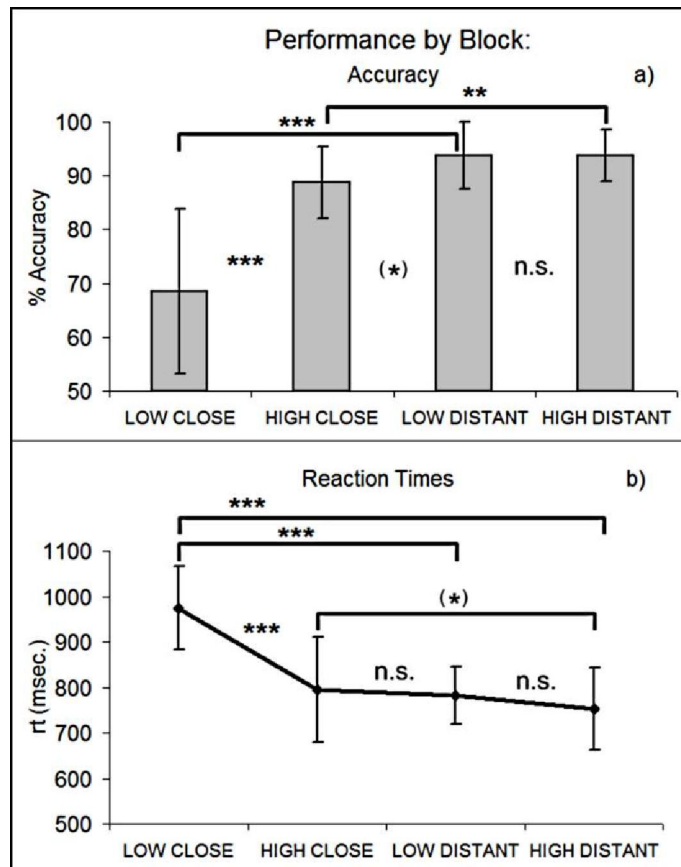 Performance by Block:
Accuracy a)
**
***
100
90
80
70
60
50
% Accuracy
*** (*) n.s.
LOW CLOSE HIGH CLOSE LOW DISTANT HIGH DISTANT
Reaction Times b)
***
***
1100
1000
900
800
700
600
500
rt (msec.)
(*)
*** n.s. n.s.
LOW CLOSE HIGH CLOSE LOW DISTANT HIGH DISTANT